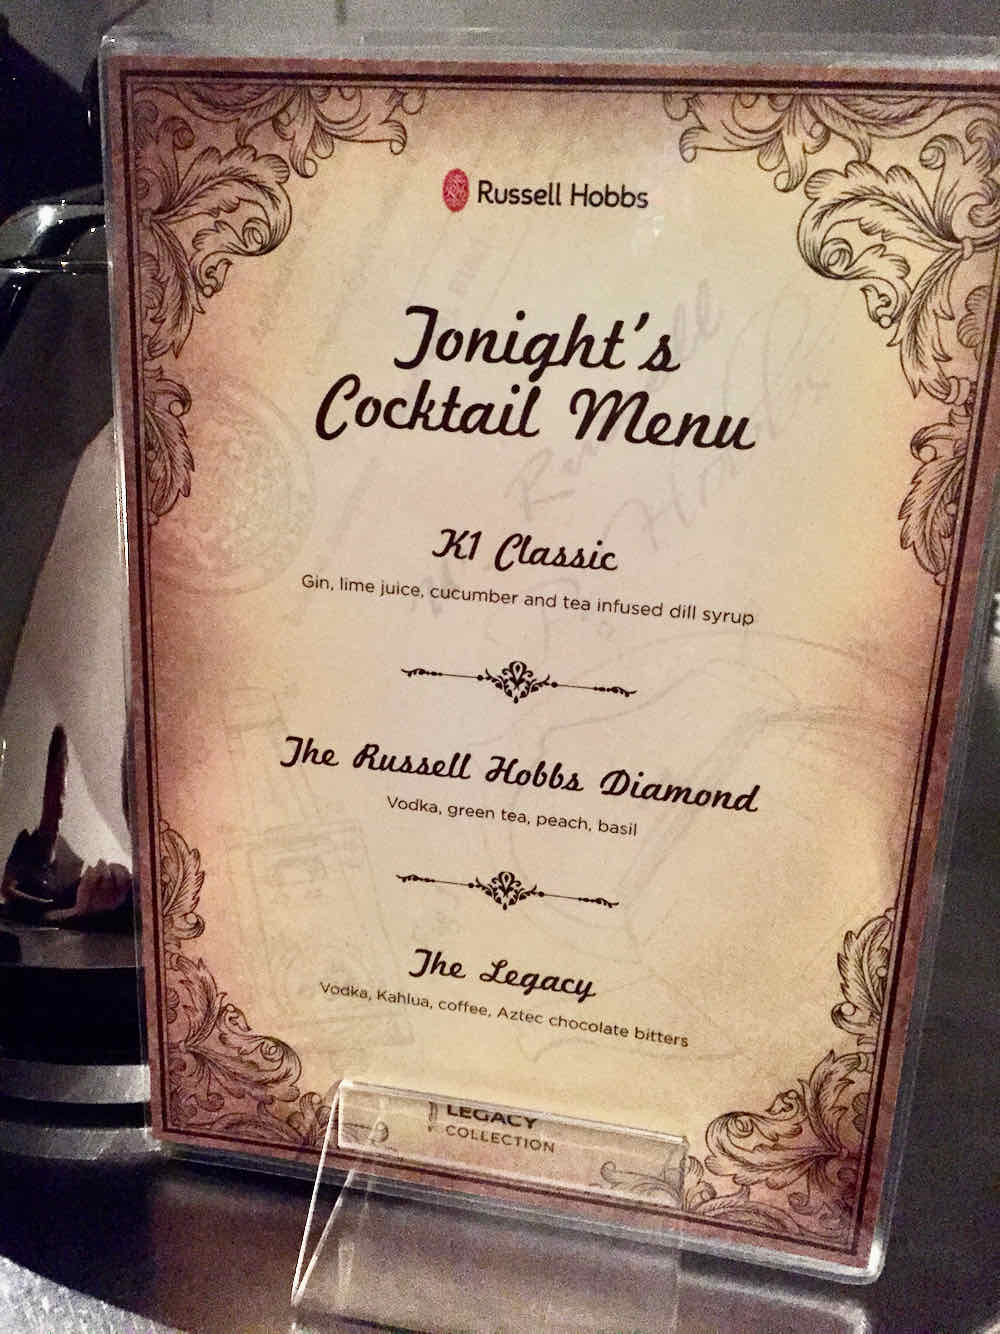 Russell Hobbs
Tonight's
Cocktail Menu
K1 Classic
Gin, lime juice, cucumber and tea infused dill syrup
The Russell Hobbs Diamond
Vodka, green tea, peach, basil
The Legacy
Vodka, Kahlua, coffee, Aztec chocolate bitters
LEGACY
COLLECTION